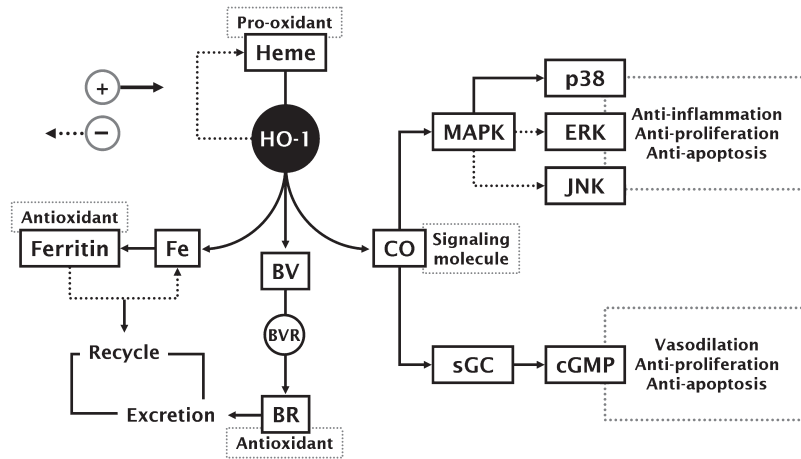 Pro-oxidant
Heme
+
−
HO-1
p38
MAPK
ERK
JNK
Anti-inflammation
Anti-proliferation
Anti-apoptosis
Antioxidant
Ferritin
Fe
BV
CO
Signaling
molecule
BVR
Recycle
Excretion
BR
Antioxidant
sGC
cGMP
Vasodilation
Anti-proliferation
Anti-apoptosis